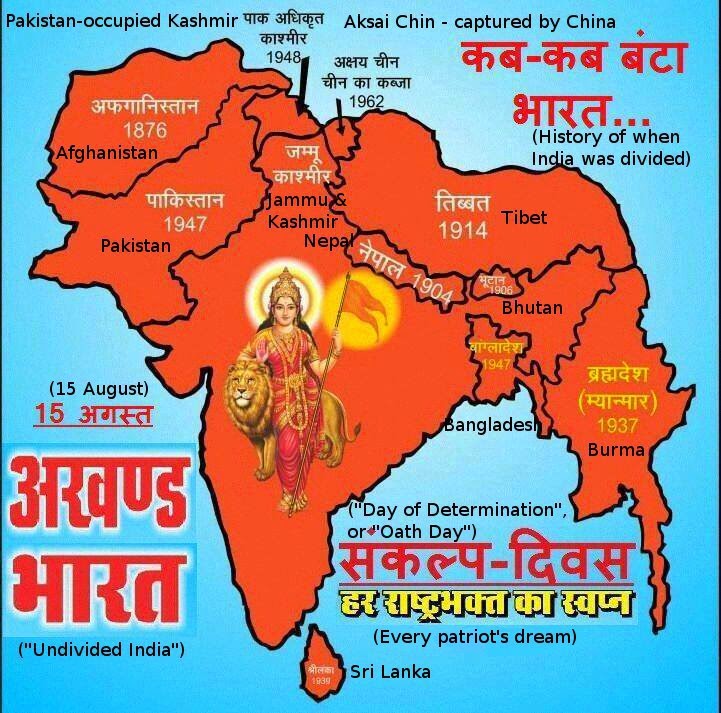 Pakistan-occupied Kashmir
पाक अधिकृत
काश्मीर
1948
Aksai Chin - captured by China
अक्षय चीन
चीन का कब्जा
1962
कब-कब बंटा
भारत...
(History of when
India was divided)
अफगानिस्तान
1876
Afghanistan
जम्मू
काश्मीर
Jammu &
Kashmir
पाकिस्तान
1947
Pakistan
तिब्बत
1914
Tibet
Nepal
नेपाल 1904
भूटान
1906
Bhutan
बांग्लादेश
1947
Bangladesh
ब्रह्मदेश
(म्यान्मार)
1937
Burma
(15 August)
15 अगस्त
अखण्ड
भारत
("Undivided India")
("Day of Determination",
or "Oath Day")
संकल्प-दिवस
हर राष्ट्रभक्त का स्वप्न
(Every patriot's dream)
श्रीलंका
1939
Sri Lanka